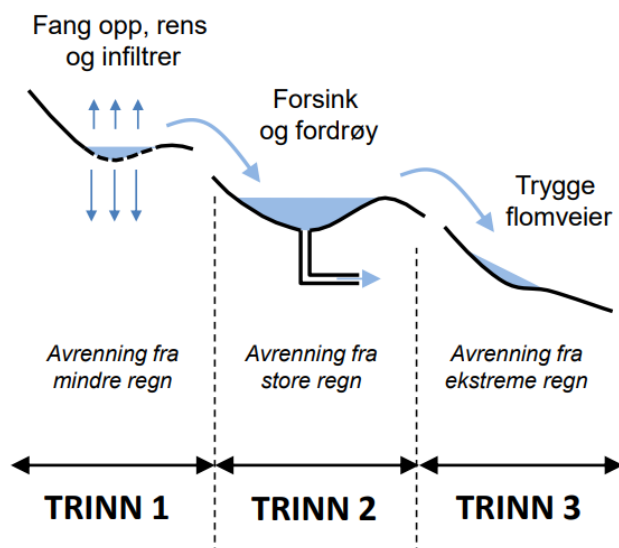 Fang opp, rens
og infiltrer
Forsink
og fordrøy
Trygge
flomveier
Avrenning fra
mindre regn
Avrenning fra
store regn
Avrenning fra
ekstreme regn
TRINN 1
TRINN 2
TRINN 3